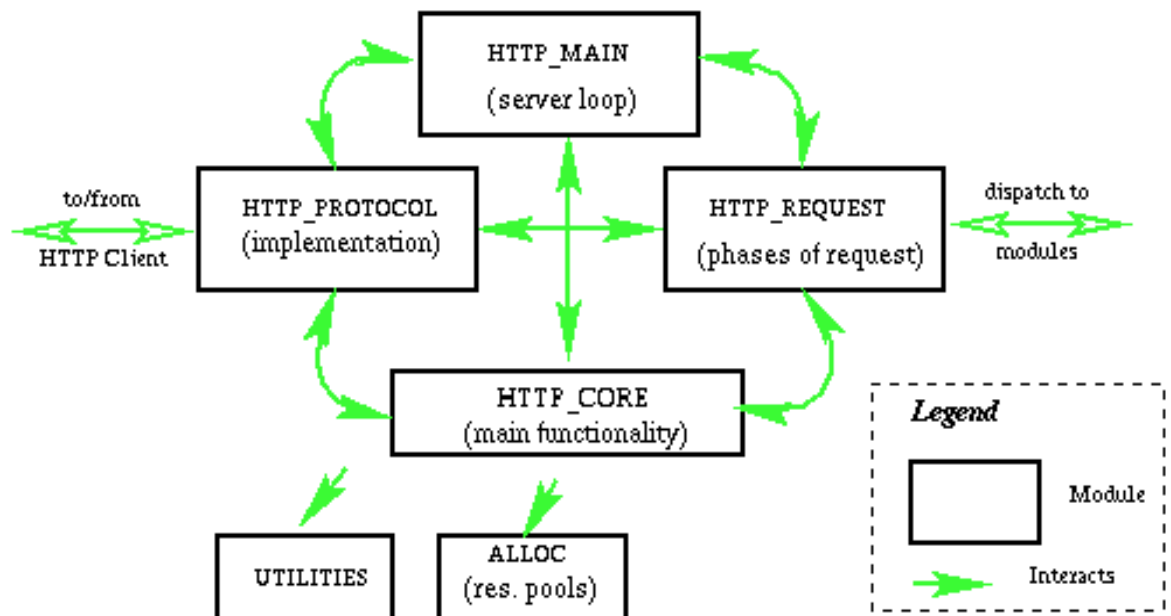 HTTP_MAIN
(server loop)
to/from
HTTP Client
HTTP_PROTOCOL
(implementation)
HTTP_REQUEST
(phases of request)
dispatch to
modules
HTTP_CORE
(main functionality)
UTILITIES
ALLOC
(res. pools)
Legend
Module
Interacts